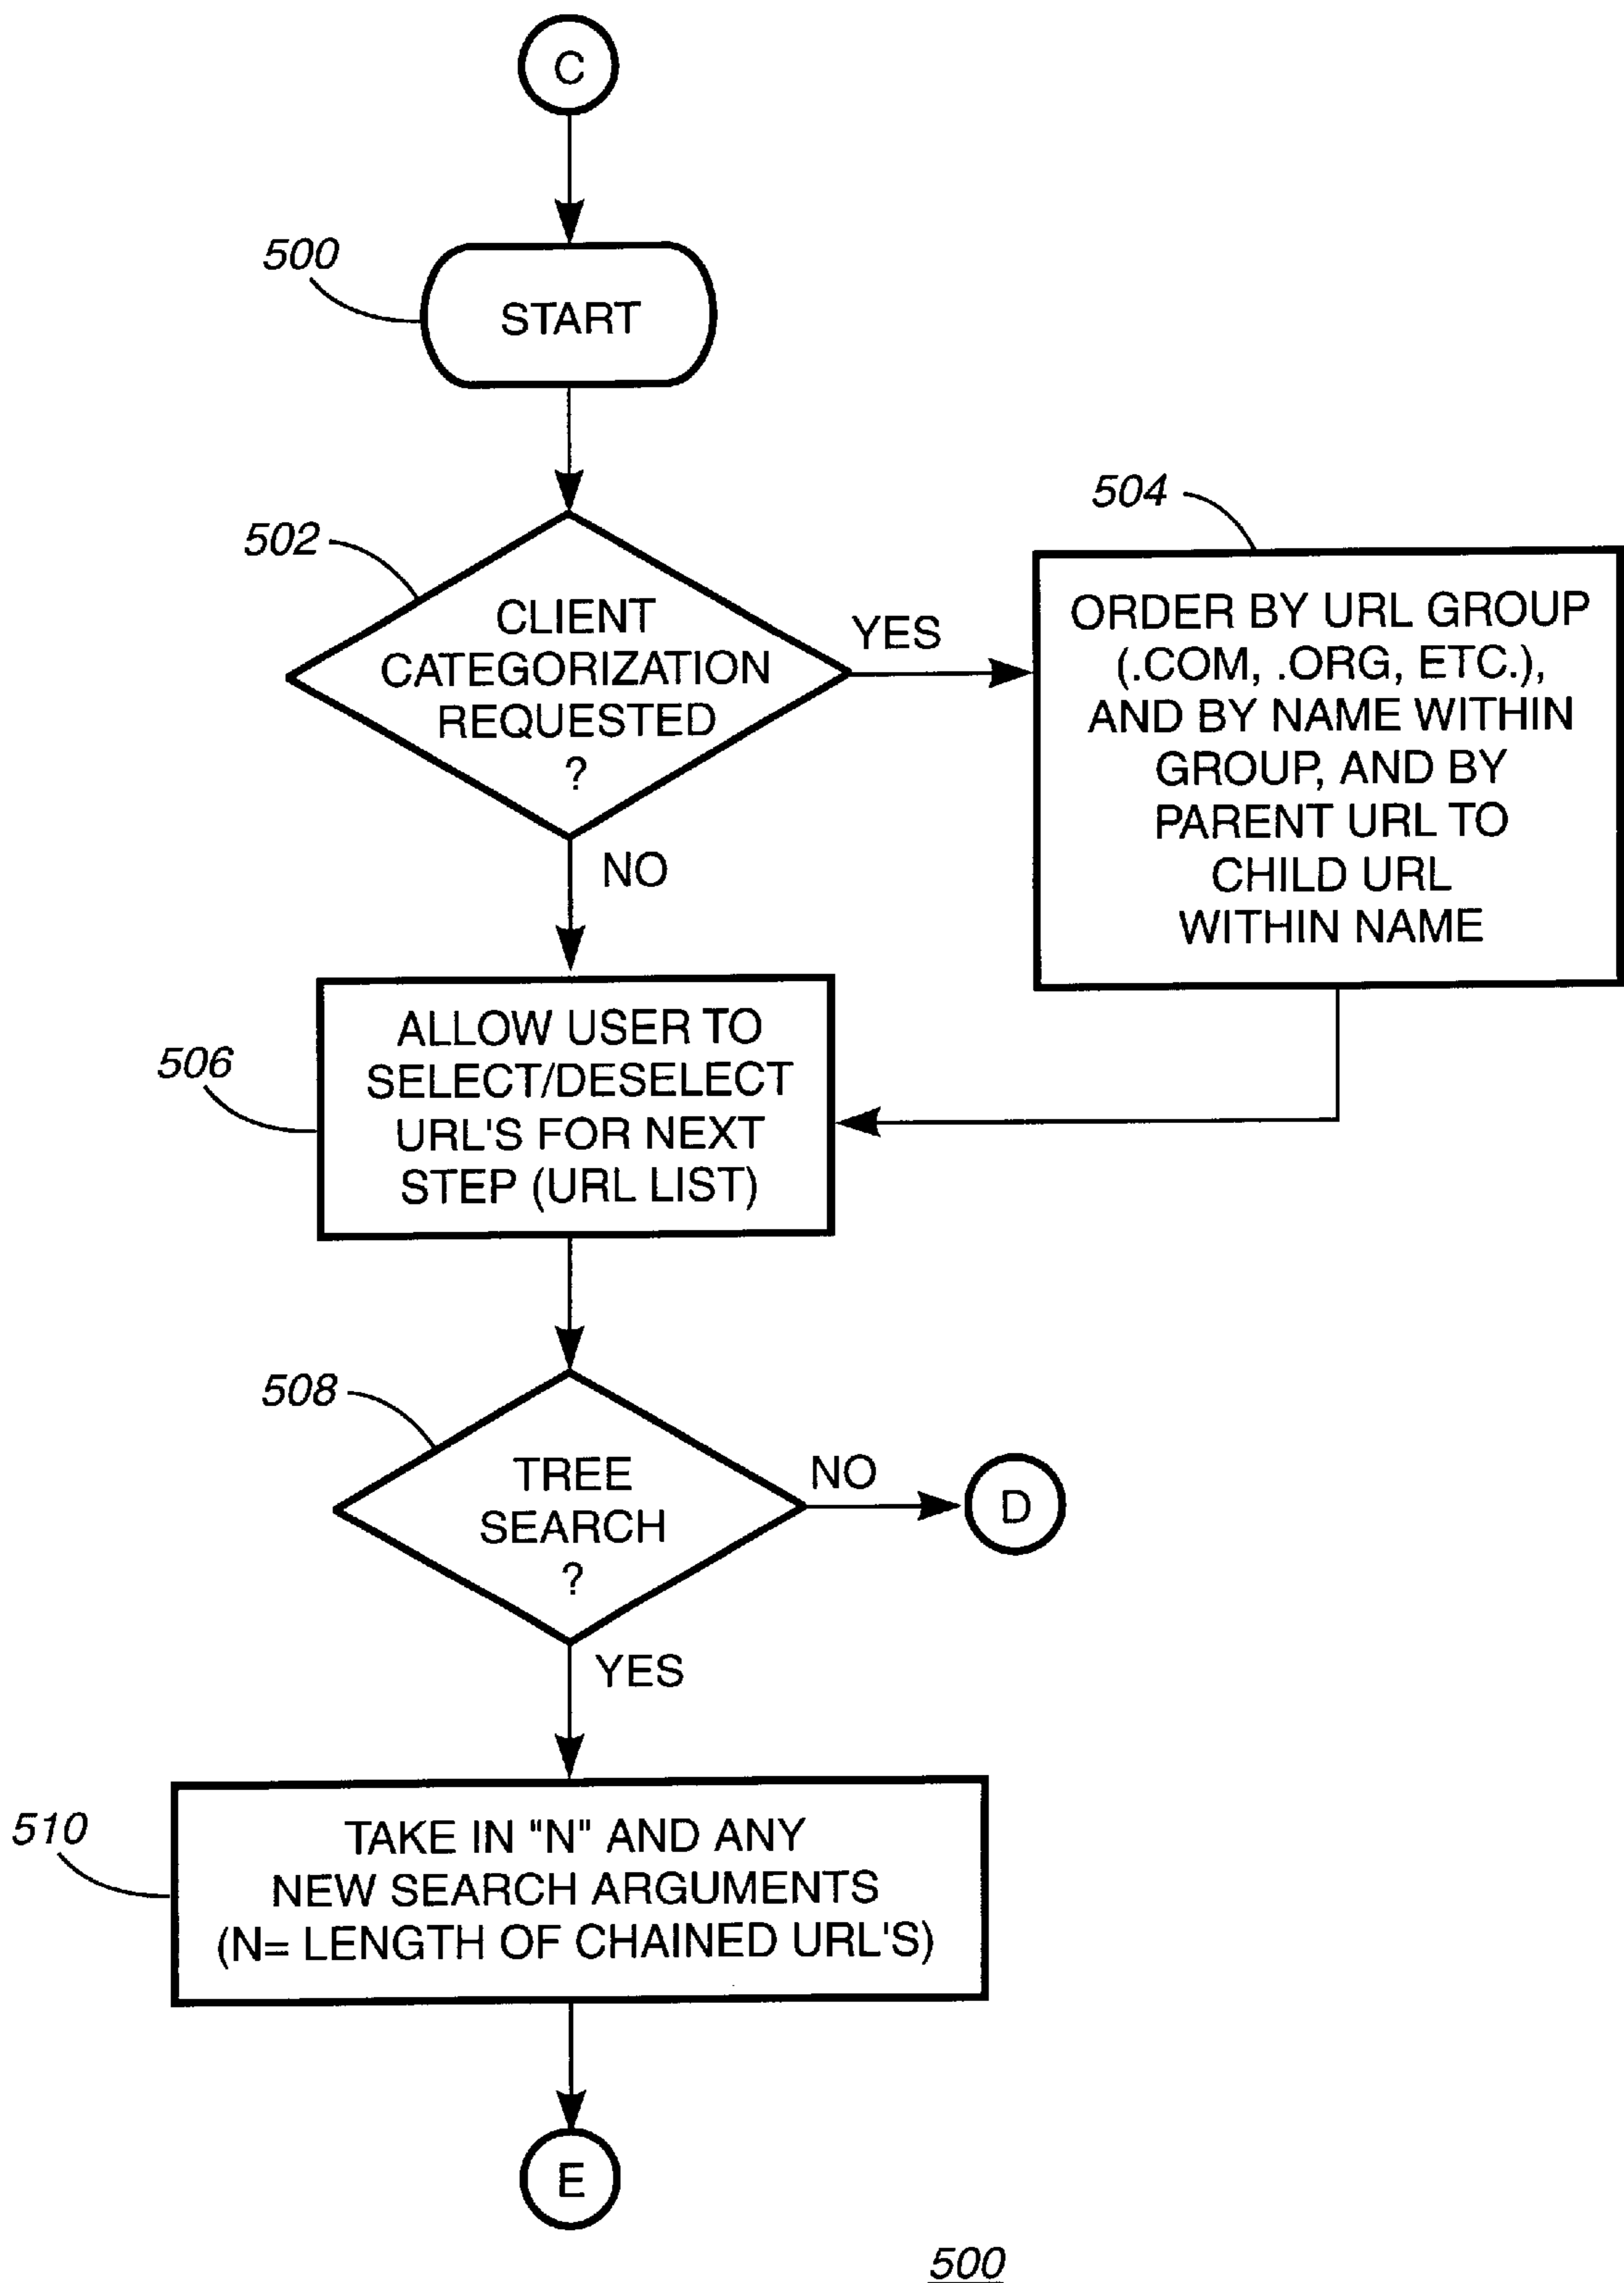 C
500
START
502
CLIENT
CATEGORIZATION
REQUESTED
?
YES
NO
504
ORDER BY URL GROUP
(.COM, .ORG, ETC.),
AND BY NAME WITHIN
GROUP, AND BY
PARENT URL TO
CHILD URL
WITHIN NAME
506
ALLOW USER TO
SELECT/DESELECT
URL'S FOR NEXT
STEP (URL LIST)
508
TREE
SEARCH
?
NO
D
YES
510
TAKE IN "N" AND ANY
NEW SEARCH ARGUMENTS
(N= LENGTH OF CHAINED URL'S)
E
500